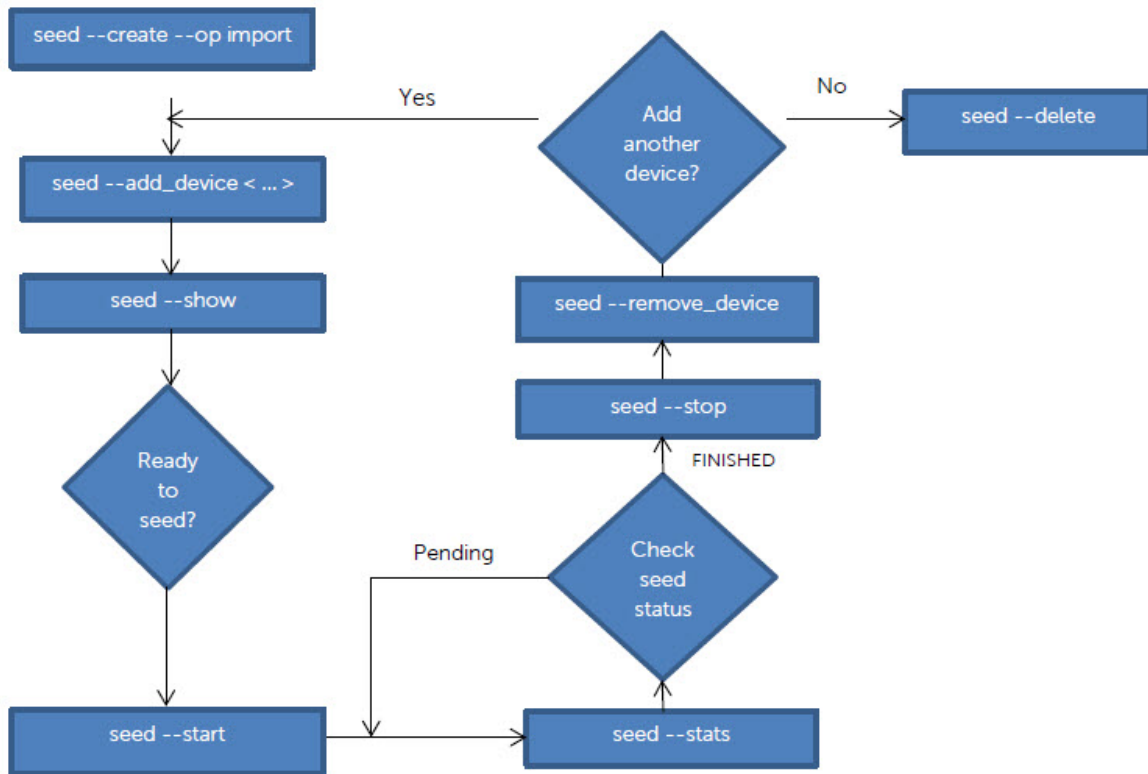 seed --create --op import
Yes
Add
another
device?
No
seed --delete
seed --add_device < ... >
seed --show
seed --remove_device
seed --stop
FINISHED
Ready
to
seed?
Pending
Check
seed
status
seed --start
seed --stats